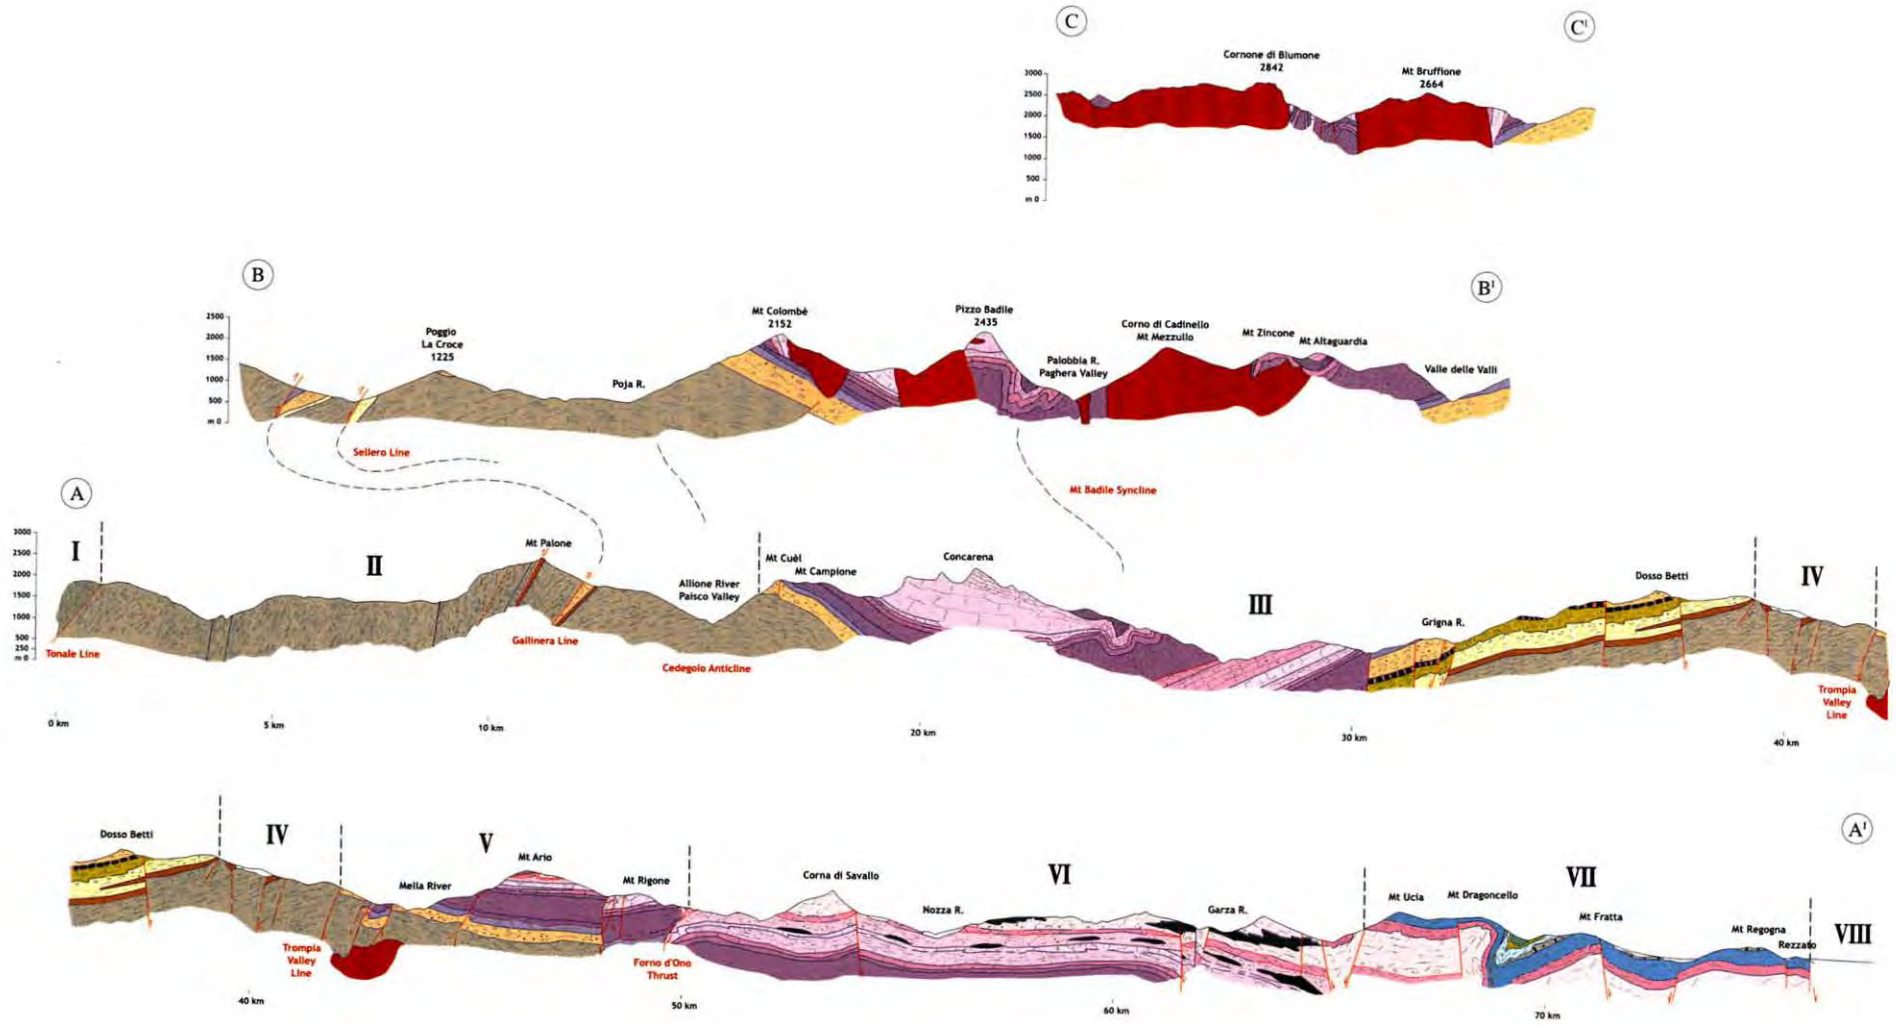 C
C¹
Cornone di Blumone
2842
Mt Bruffione
2664
3000
2500
2000
1500
1000
500
m 0
B
B¹
2500
2000
1500
1000
500
m 0
Poggio
La Croce
1225
Poja R.
Mt Colombè
2152
Pizzo Badile
2435
Palobbia R.
Paghera Valley
Corno di Cadinello
Mt Mezzullo
Mt Zincone
Mt Altaguardia
Valle delle Valli
Sellero Line
Mt Badile Syncline
A
3000
2500
2000
1500
1000
500
250
m 0
I
II
III
IV
Mt Palone
Allione River
Paisco Valley
Mt Cuèl
Mt Campione
Concarena
Grigna R.
Dosso Betti
Tonale Line
Gallinera Line
Cedegolo Anticline
Trompia
Valley
Line
0 km
5 km
10 km
20 km
30 km
40 km
A¹
Dosso Betti
IV
V
VI
VII
VIII
Mella River
Mt Ario
Mt Rigone
Corna di Savallo
Nozza R.
Garza R.
Mt Ucia
Mt Dragoncello
Mt Fratta
Mt Regogna
Rezzato
Trompia
Valley
Line
Forno d'Ono
Thrust
40 km
50 km
60 km
70 km